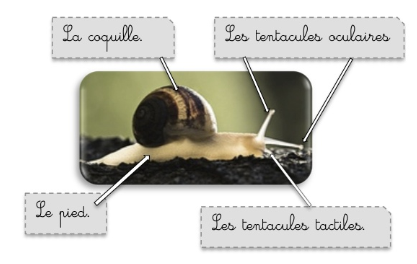 La coquille.
Les tentacules oculaires
Le pied.
Les tentacules tactiles.